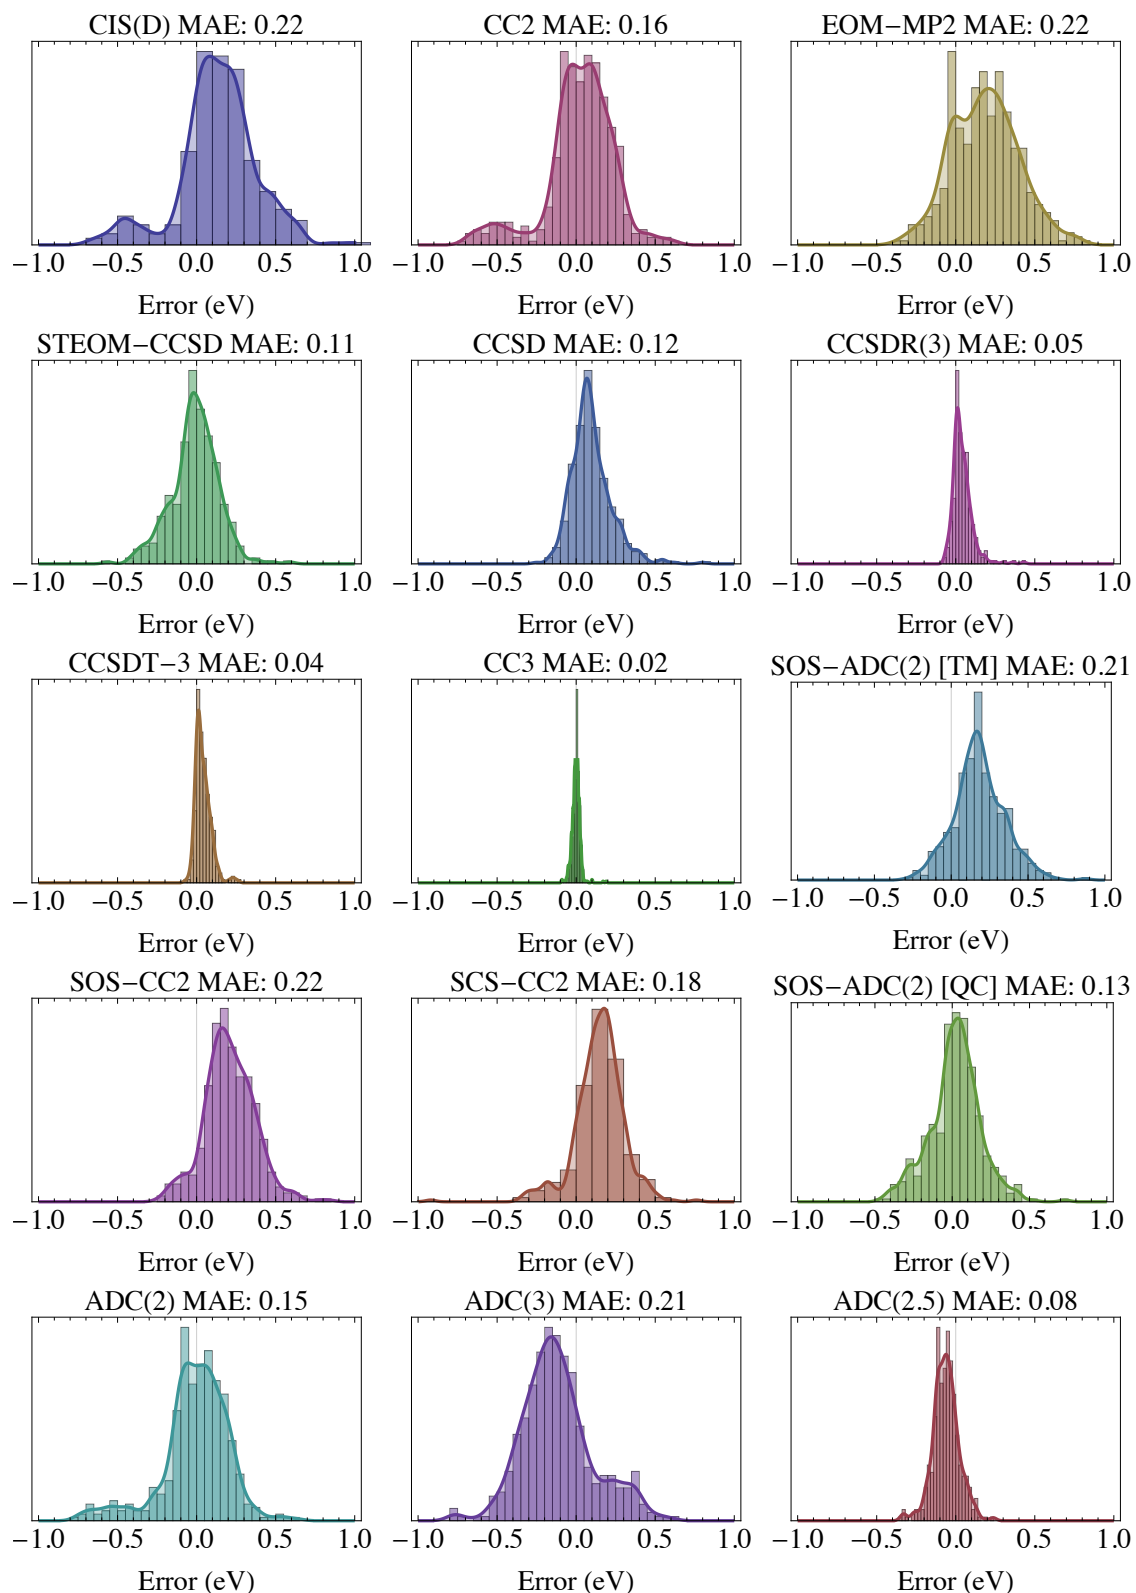 CIS(D) MAE: 0.22 CC2 MAE: 0.16 EOM−MP2 MAE: 0.22
−1.0 −0.5 0.0 0.5 1.0 −1.0 −0.5 0.0 0.5 1.0 −1.0 −0.5 0.0 0.5 1.0
Error (eV) Error (eV) Error (eV)
STEOM−CCSD MAE: 0.11 CCSD MAE: 0.12 CCSDR(3) MAE: 0.05
−1.0 −0.5 0.0 0.5 1.0 −1.0 −0.5 0.0 0.5 1.0 −1.0 −0.5 0.0 0.5 1.0
Error (eV) Error (eV) Error (eV)
CCSDT−3 MAE: 0.04 CC3 MAE: 0.02 SOS−ADC(2) [TM] MAE: 0.21
−1.0 −0.5 0.0 0.5 1.0 −1.0 −0.5 0.0 0.5 1.0 −1.0 −0.5 0.0 0.5 1.0
Error (eV) Error (eV) Error (eV)
SOS−CC2 MAE: 0.22 SCS−CC2 MAE: 0.18 SOS−ADC(2) [QC] MAE: 0.13
−1.0 −0.5 0.0 0.5 1.0 −1.0 −0.5 0.0 0.5 1.0 −1.0 −0.5 0.0 0.5 1.0
Error (eV) Error (eV) Error (eV)
ADC(2) MAE: 0.15 ADC(3) MAE: 0.21 ADC(2.5) MAE: 0.08
−1.0 −0.5 0.0 0.5 1.0 −1.0 −0.5 0.0 0.5 1.0 −1.0 −0.5 0.0 0.5 1.0
Error (eV) Error (eV) Error (eV)